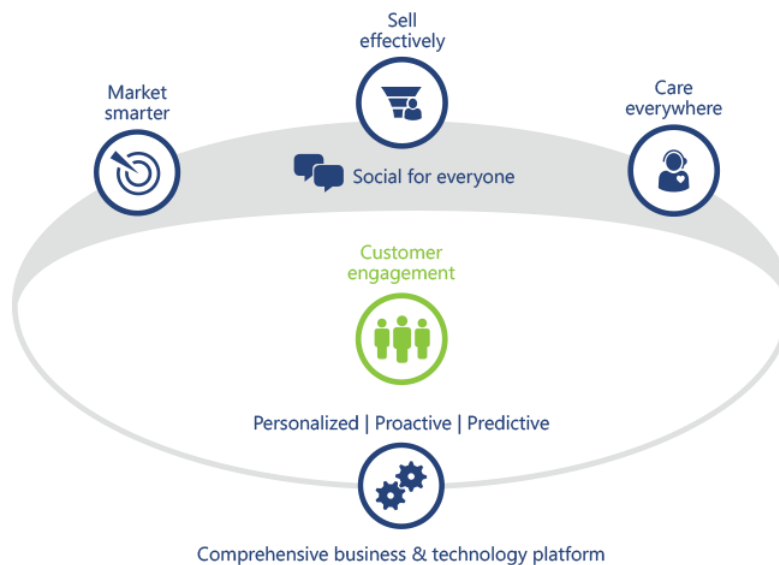 Sell
effectively
Market
smarter
Care
everywhere
Social for everyone
Customer
engagement
Personalized | Proactive | Predictive
Comprehensive business & technology platform